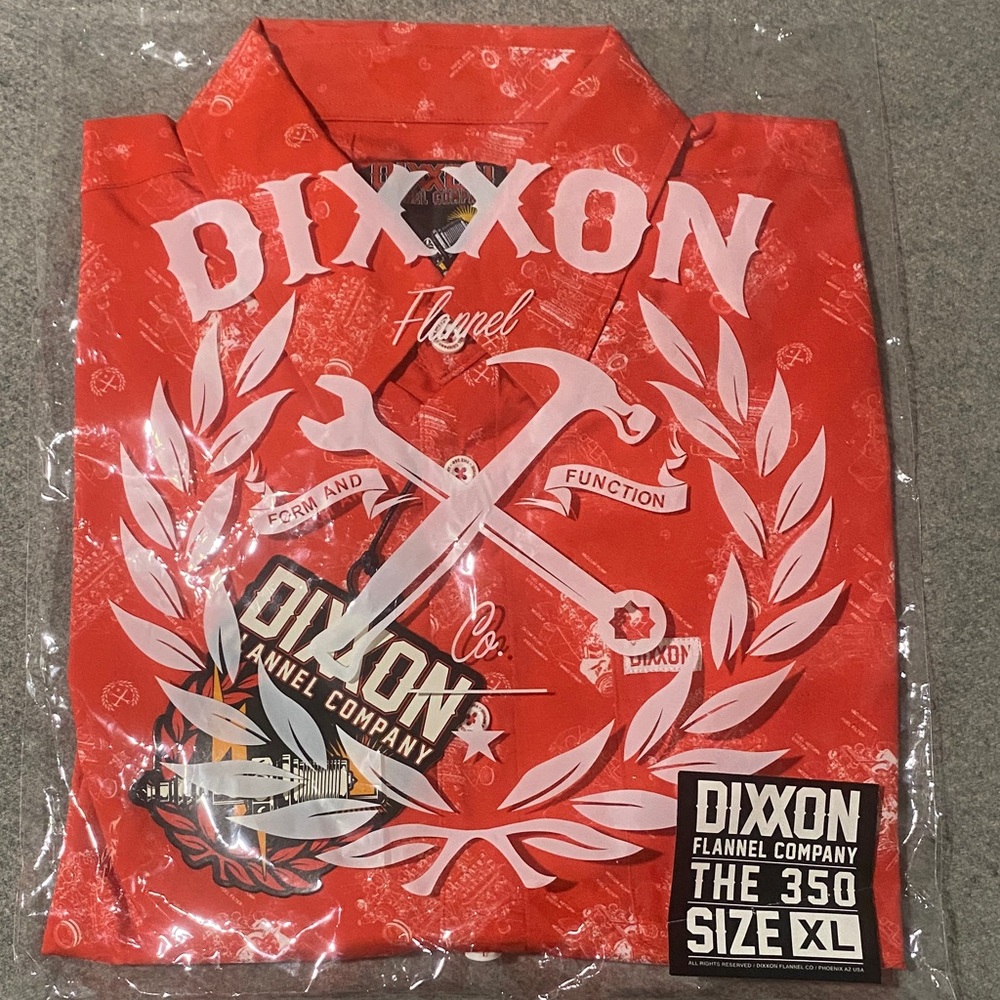 DIXXON
Flannel
FORM AND
FUNCTION
Co.
DIXXON
DIXXON
FLANNEL COMPANY
DIXXON
FLANNEL COMPANY
THE 350
SIZE XL
ALL RIGHTS RESERVED / DIXXON FLANNEL CO / PHOENIX AZ USA